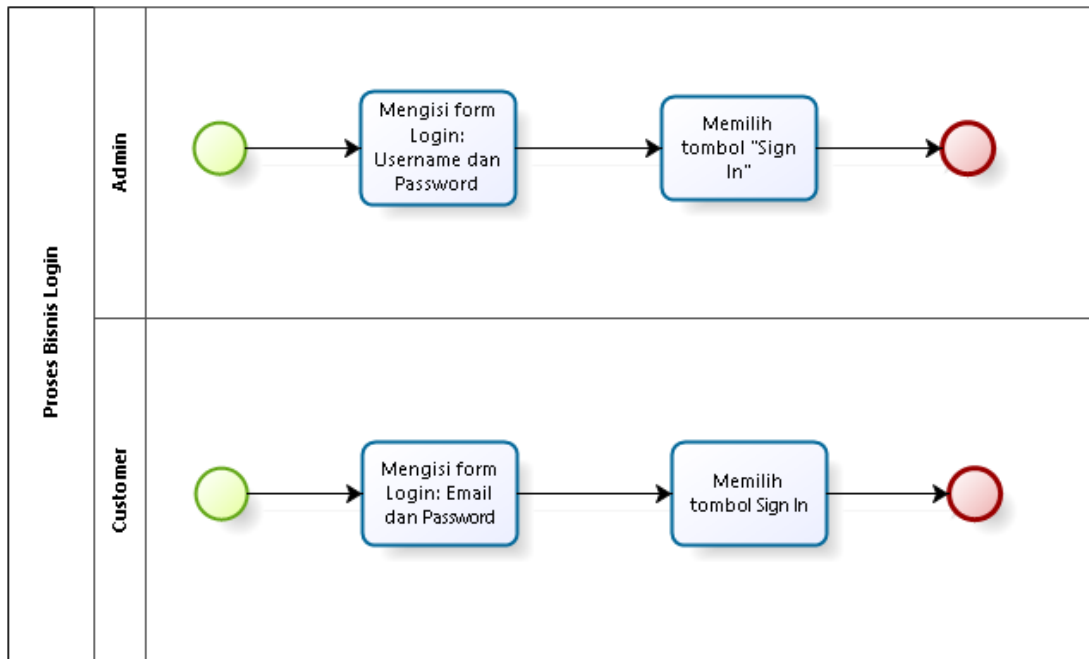 Proses Bisnis Login
Admin
Mengisi form
Login:
Username dan
Password
Memilih
tombol "Sign
In"
Customer
Mengisi form
Login: Email
dan Password
Memilih
tombol Sign In